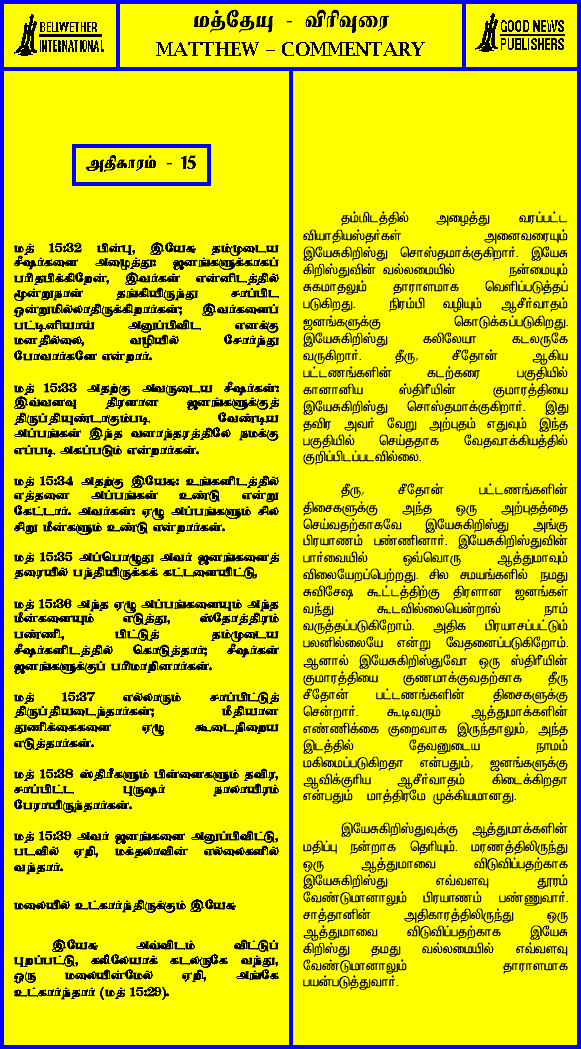 BELIWETHER
INTERNATIONAL
மத்தேயு - விரிவுரை
MATTHEW – COMMENTARY
GOOD NEWS
PUBLISHERS
அதிகாரம் - 15
மத் 15:32 பின்பு, இயேசு தம்முடைய
சீஷர்களை அழைத்து: ஜனங்களுக்காகப்
பரிதபிக்கிறேன், இவர்கள் என்னிடத்தில்
மூன்றுநாள் தங்கியிருந்து சாப்பிட
ஒன்றுமில்லாதிருக்கிறார்கள்; இவர்களைப்
பட்டினியாய் அனுப்பிவிட எனக்கு
மனதில்லை, வழியில் சோர்ந்து
போவார்களே என்றார்.
மத் 15:33 அதற்கு அவருடைய சீஷர்கள்:
இவ்வளவு திரளான ஜனங்களுக்குத்
திருப்தியுண்டாகும்படி வேண்டிய
அப்பங்கள் இந்த வனாந்தரத்திலே நமக்கு
எப்படி அகப்படும் என்றார்கள்.
மத் 15:34 அதற்கு இயேசு: உங்களிடத்தில்
எத்தனை அப்பங்கள் உண்டு என்று
கேட்டார். அவர்கள்: ஏழு அப்பங்களும் சில
சிறு மீன்களும் உண்டு என்றார்கள்.
மத் 15:35 அப்பொழுது அவர் ஜனங்களைத்
தரையில் பந்தியிருக்கக் கட்டளையிட்டு,
மத் 15:36 அந்த ஏழு அப்பங்களையும் அந்த
மீன்களையும் எடுத்து, ஸ்தோத்திரம்
பண்ணி, பிட்டுத் தம்முடைய
சீஷர்களிடத்தில் கொடுத்தார்; சீஷர்கள்
ஜனங்களுக்குப் பரிமாறினார்கள்.
மத் 15:37 எல்லாரும் சாப்பிட்டுத்
திருப்தியடைந்தார்கள்; மீதியான
துணிக்கைகளை ஏழு கூடைநிறைய
எடுத்தார்கள்.
மத் 15:38 ஸ்திரீகளும் பிள்ளைகளும் தவிர,
சாப்பிட்ட புருஷர் நாலாயிரம்
பேராயிருந்தார்கள்.
மத் 15:39 அவர் ஜனங்களை அனுப்பிவிட்டு,
படவில் ஏறி, மக்தலாவின் எல்லைகளில்
வந்தார்.
மலையில் உட்கார்ந்திருக்கும் இயேசு
இயேசு அவ்விடம் விட்டுப்
புறப்பட்டு, கலிலேயாக் கடலருகே வந்து,
ஒரு மலையின்மேல் ஏறி, அங்கே
உட்கார்ந்தார் (மத் 15:29).
தம்மிடத்தில் அழைத்து வரப்பட்ட
வியாதியஸ்தர்கள் அனைவரையும்
இயேசுகிறிஸ்து சொஸ்தமாக்குகிறார். இயேசு
கிறிஸ்துவின் வல்லமையில் நன்மையும்
சுகமாதலும் தாராளமாக வெளிப்படுத்தப்
படுகிறது. நிரம்பி வழியும் ஆசீர்வாதம்
ஜனங்களுக்கு கொடுக்கப்படுகிறது.
இயேசுகிறிஸ்து கலிலேயா கடலருகே
வருகிறார். தீரு, சீதோன் ஆகிய
பட்டணங்களின் கடற்கரை பகுதியில்
கானானிய ஸ்திரீயின் குமாரத்தியை
இயேசுகிறிஸ்து சொஸ்தமாக்குகிறார். இது
தவிர அவர் வேறு அற்புதம் எதுவும் இந்த
பகுதியில் செய்ததாக வேதவாக்கியத்தில்
குறிப்பிடப்படவில்லை.
தீரு, சீதோன் பட்டணங்களின்
திசைகளுக்கு அந்த ஒரு அற்புதத்தை
செய்வதற்காகவே இயேசுகிறிஸ்து அங்கு
பிரயாணம் பண்ணினார். இயேசுகிறிஸ்துவின்
பார்வையில் ஒவ்வொரு ஆத்துமாவும்
விலையேறப்பெற்றது. சில சமயங்களில் நமது
சுவிசேஷ கூட்டத்திற்கு திரளான ஜனங்கள்
வந்து கூடவில்லையென்றால் நாம்
வருத்தப்படுகிறோம். அதிக பிரயாசப்பட்டும்
பலனில்லையே என்று வேதனைப்படுகிறோம்.
ஆனால் இயேசுகிறிஸ்துவோ ஒரு ஸ்திரீயின்
குமாரத்தியை குணமாக்குவதற்காக தீரு
சீதோன் பட்டணங்களின் திசைகளுக்கு
சென்றார். கூடிவரும் ஆத்துமாக்களின்
எண்ணிக்கை குறைவாக இருந்தாலும், அந்த
இடத்தில் தேவனுடைய நாமம்
மகிமைப்படுகிறதா என்பதும், ஜனங்களுக்கு
ஆவிக்குரிய ஆசீர்வாதம் கிடைக்கிறதா
என்பதும் மாத்திரமே முக்கியமானது.
இயேசுகிறிஸ்துவுக்கு ஆத்துமாக்களின்
மதிப்பு நன்றாக தெரியும். மரணத்திலிருந்து
ஒரு ஆத்துமாவை விடுவிப்பதற்காக
இயேசுகிறிஸ்து எவ்வளவு தூரம்
வேண்டுமானாலும் பிரயாணம் பண்ணுவார்.
சாத்தானின் அதிகாரத்திலிருந்து ஒரு
ஆத்துமாவை விடுவிப்பதற்காக இயேசு
கிறிஸ்து தமது வல்லமையில் எவ்வளவு
வேண்டுமானாலும் தாராளமாக
பயன்படுத்துவார்.